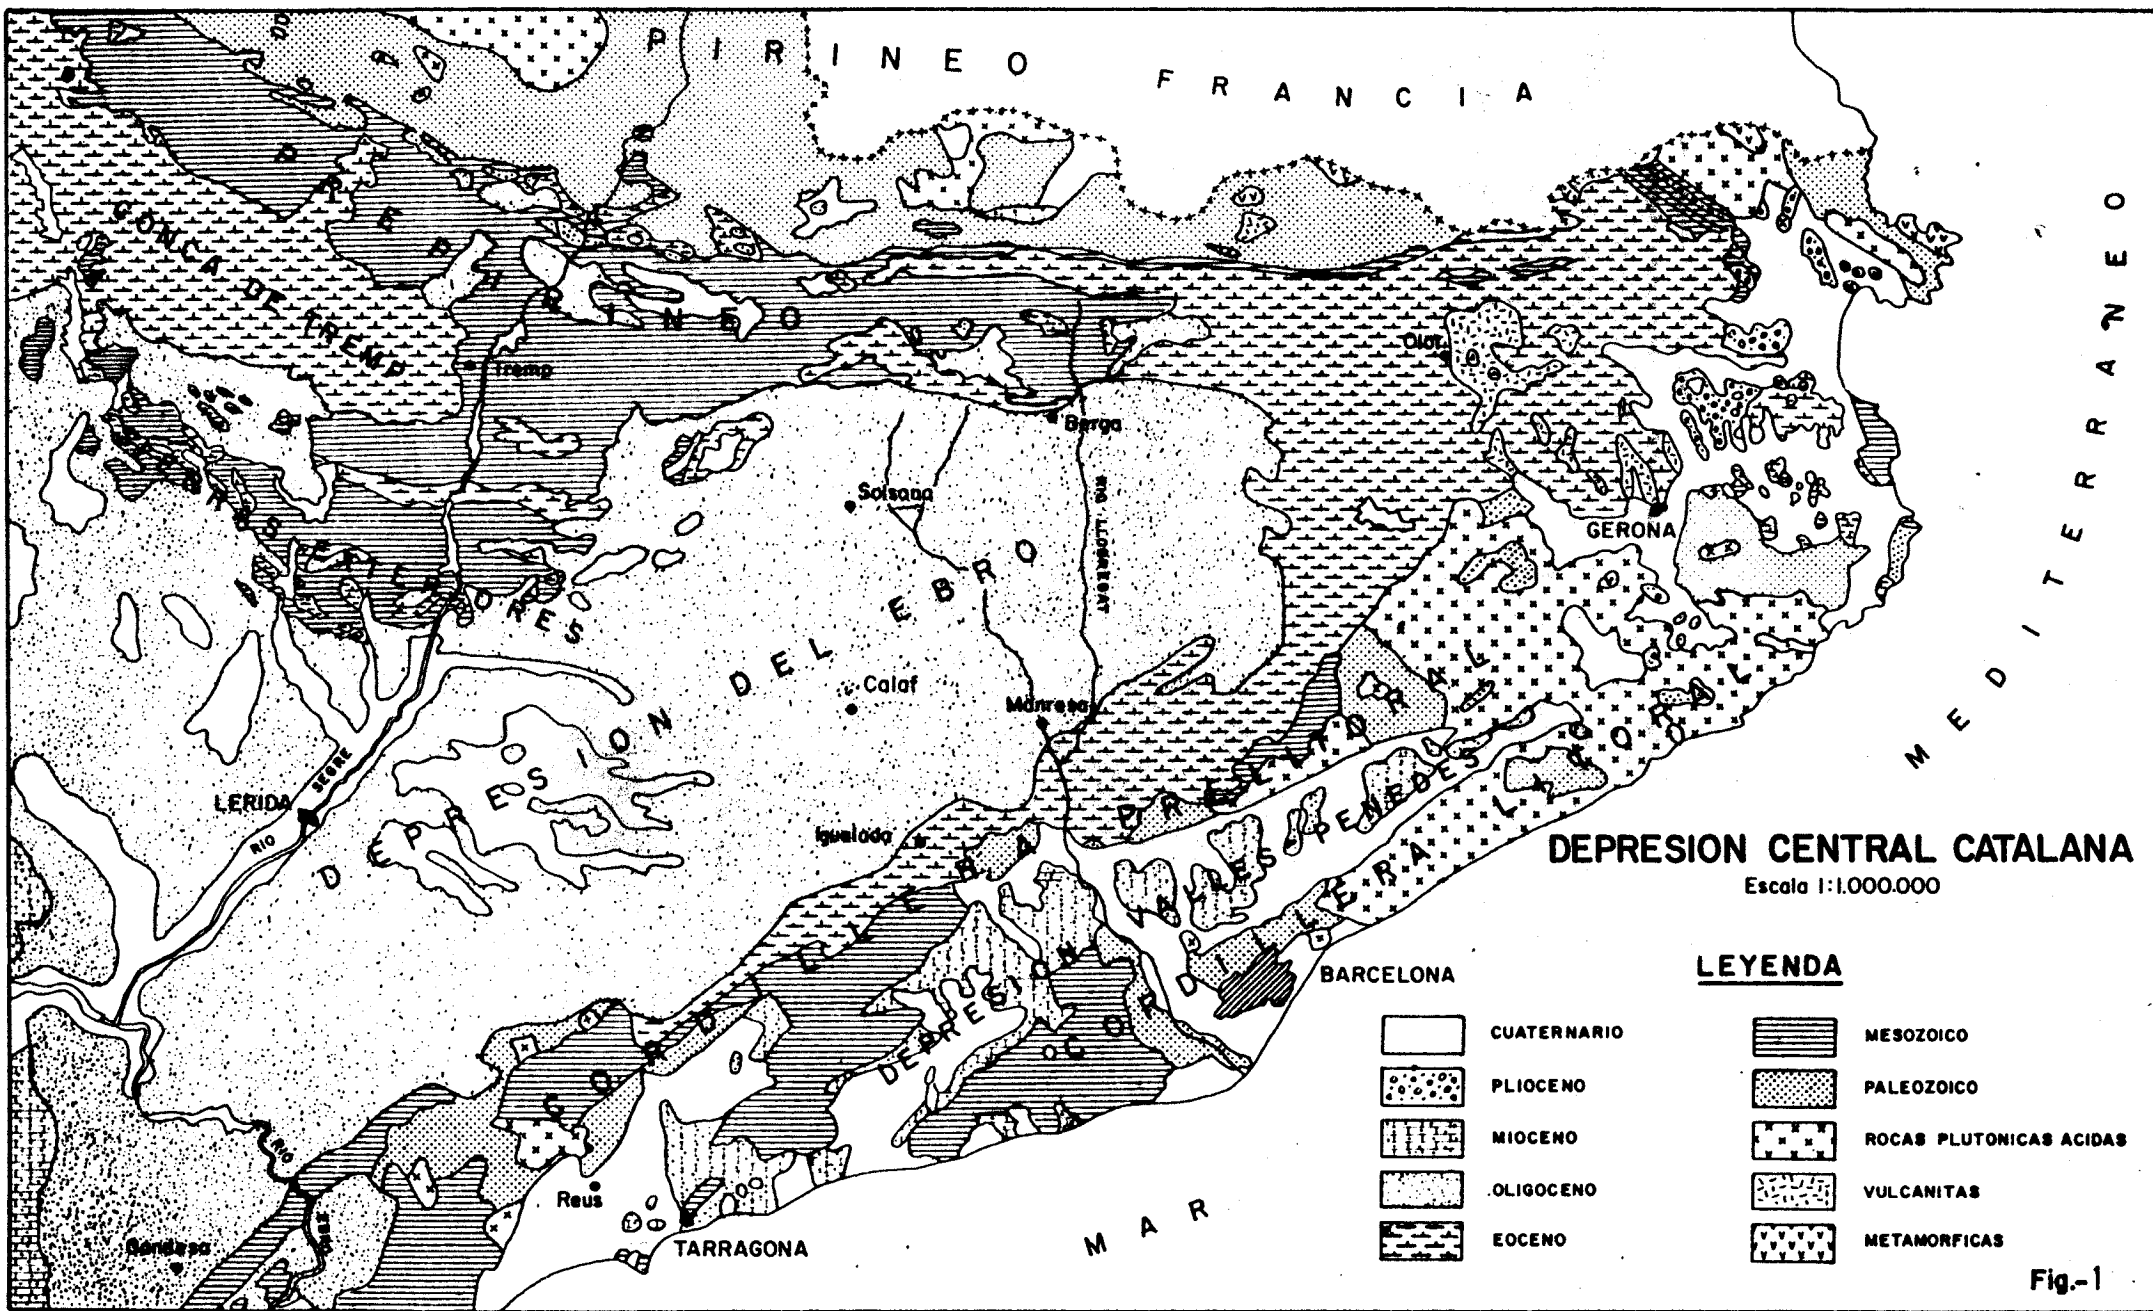 PIRINEO
FRANCIA
PREPIRINEO
CONCA DE TREMP
Tremp
Olot
Berga
Solsona
RIO LLOBREGAT
GERONA
SIERRAS EXTERIORES
DEPRESION DEL EBRO
Calaf
Manresa
RIO SEGRE
LERIDA
Igualada
CORDILLERA PRELITORAL
VALLES PENEDES
DEPRESION
CORDILLERA LITORAL
BARCELONA
RIO EBRO
Gandesa
Reus
TARRAGONA
MAR MEDITERRANEO
DEPRESION CENTRAL CATALANA
Escala 1:1.000.000
LEYENDA
CUATERNARIO
PLIOCENO
MIOCENO
OLIGOCENO
EOCENO
MESOZOICO
PALEOZOICO
ROCAS PLUTONICAS ACIDAS
VULCANITAS
METAMORFICAS
Fig.-1